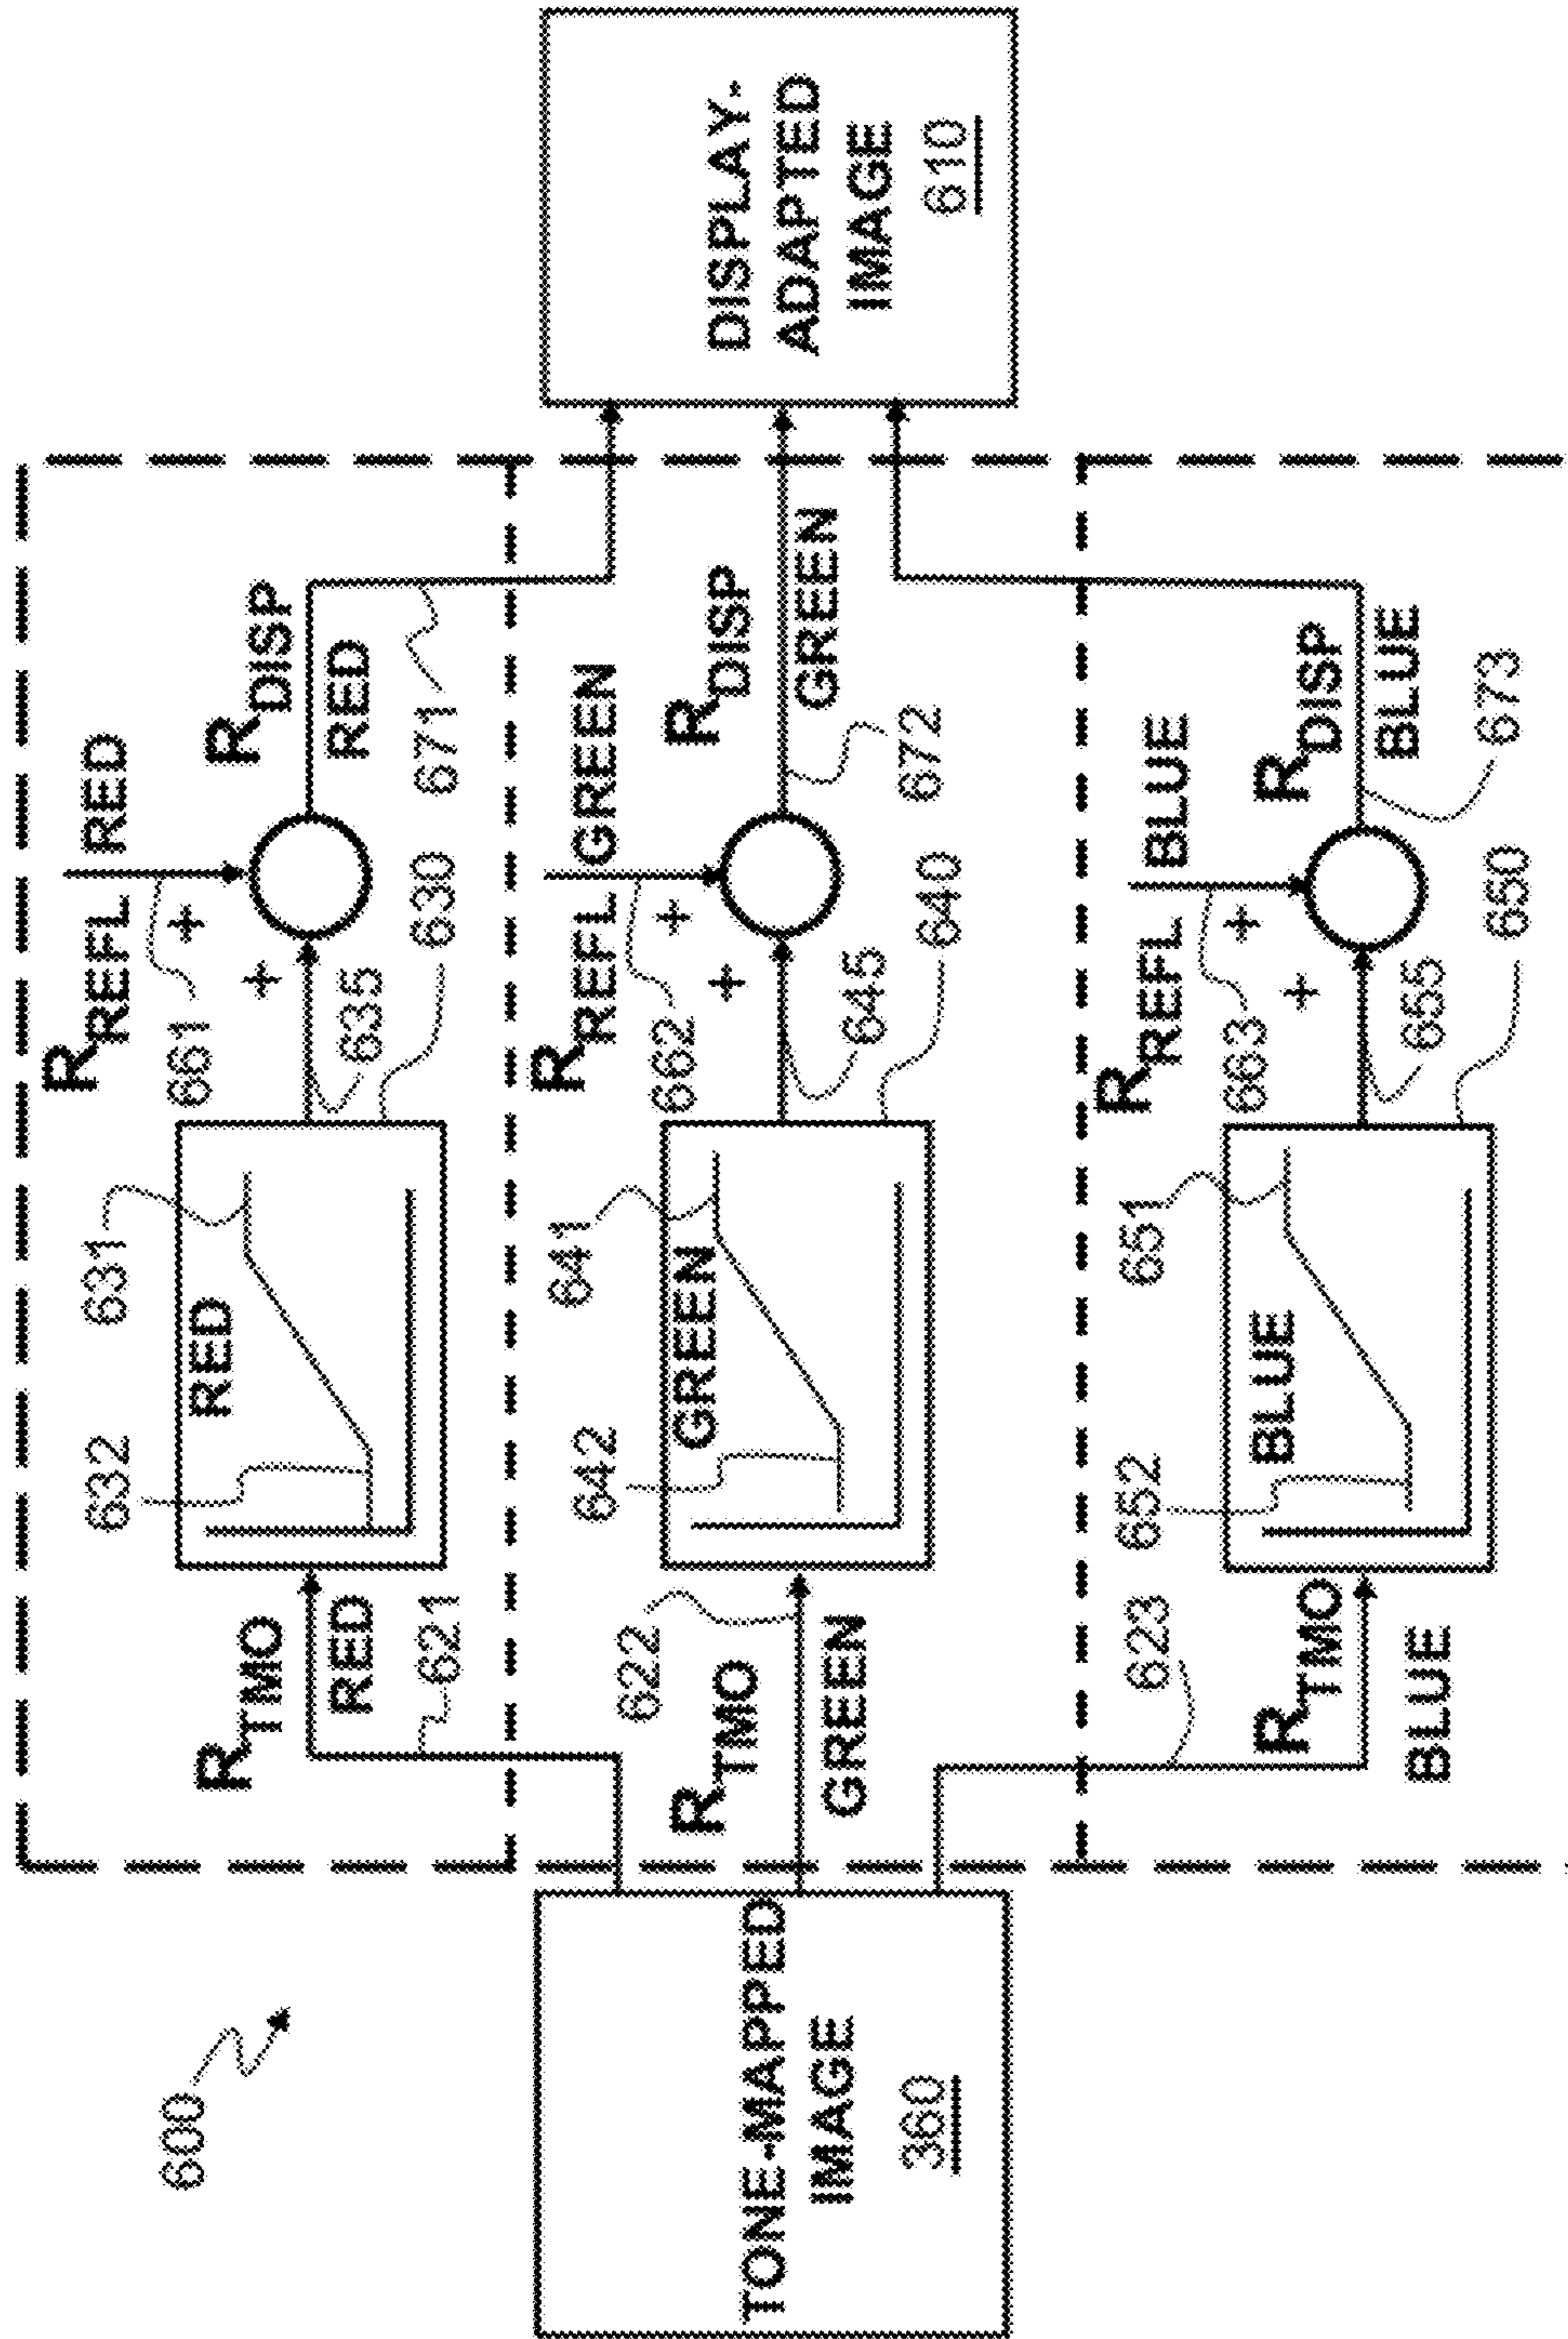 600
TONE-MAPPED
IMAGE
360
R TMO
RED
621
632
RED
631
630
635
R REFL RED
661
+
+
R DISP
RED
671
R TMO
GREEN
622
642
GREEN
641
640
645
R REFL GREEN
662
+
+
R DISP
GREEN
672
R TMO
BLUE
623
652
BLUE
651
650
655
R REFL BLUE
663
+
+
R DISP
BLUE
673
DISPLAY-
ADAPTED
IMAGE
610